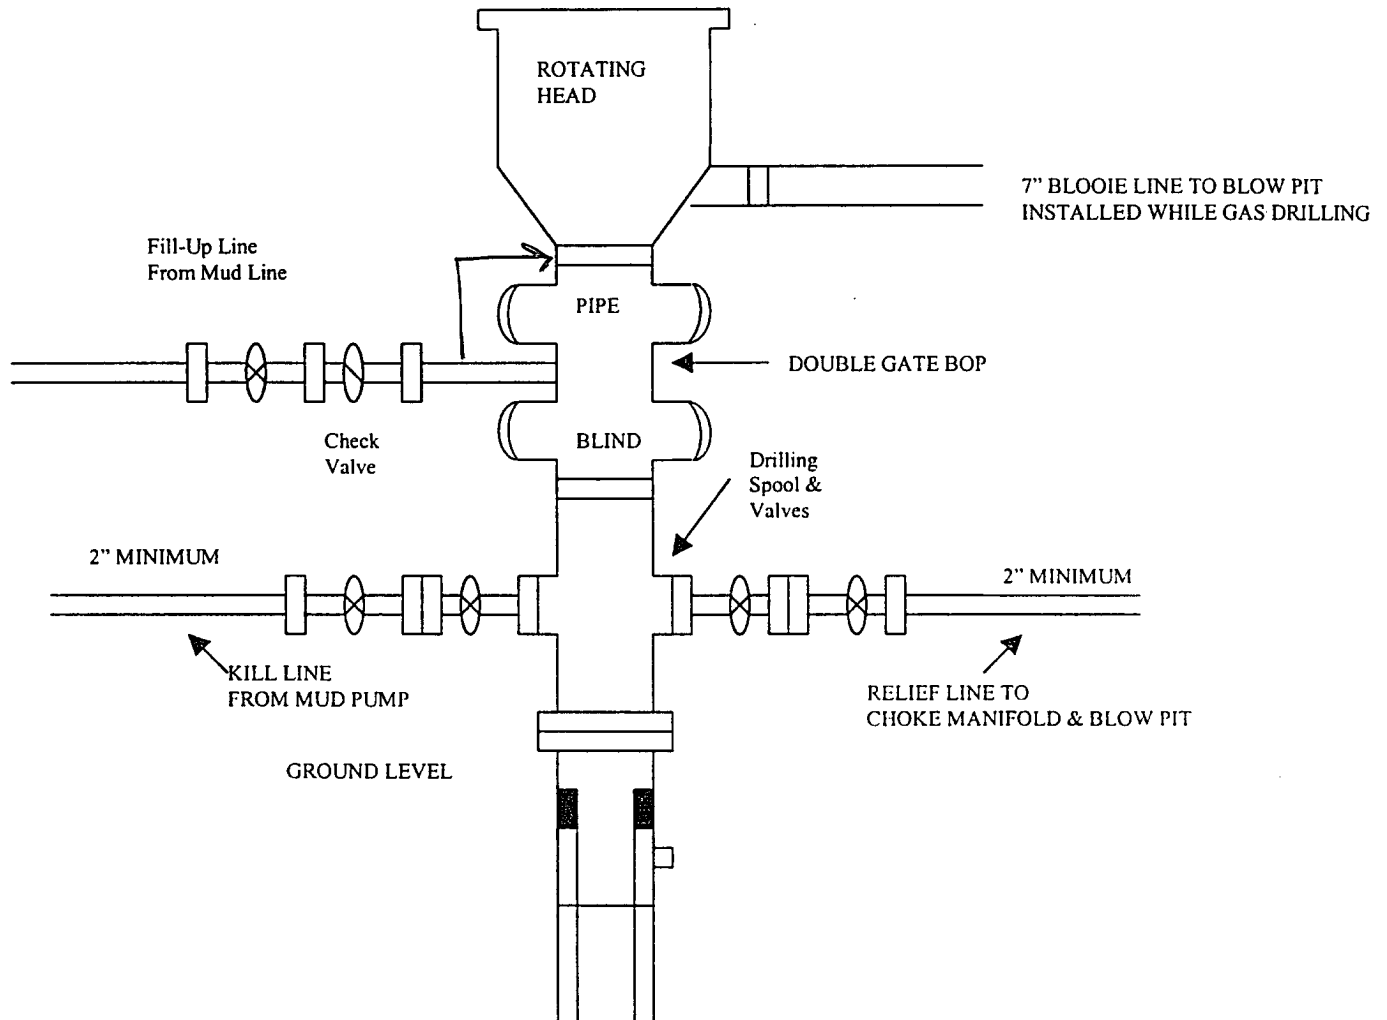 ROTATING
HEAD
7” BLOOIE LINE TO BLOW PIT
INSTALLED WHILE GAS DRILLING
Fill-Up Line
From Mud Line
PIPE
DOUBLE GATE BOP
Check
Valve
BLIND
Drilling
Spool &
Valves
2” MINIMUM
2” MINIMUM
KILL LINE
FROM MUD PUMP
RELIEF LINE TO
CHOKE MANIFOLD & BLOW PIT
GROUND LEVEL